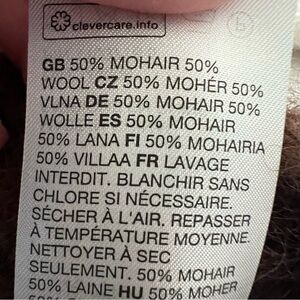 clevercare.info
GB 50% MOHAIR 50%
WOOL CZ 50% MOHÉR 50%
VLNA DE 50% MOHAIR 50%
WOLLE ES 50% MOHAIR
50% LANA FI 50% MOHAIRIA
50% VILLAA FR LAVAGE
INTERDIT. BLANCHIR SANS
CHLORE SI NÉCESSAIRE.
SÉCHER À L'AIR. REPASSER
À TEMPÉRATURE MOYENNE.
NETTOYER À SEC
SEULEMENT. 50% MOHAIR
50% LAINE HU 50% MOHER